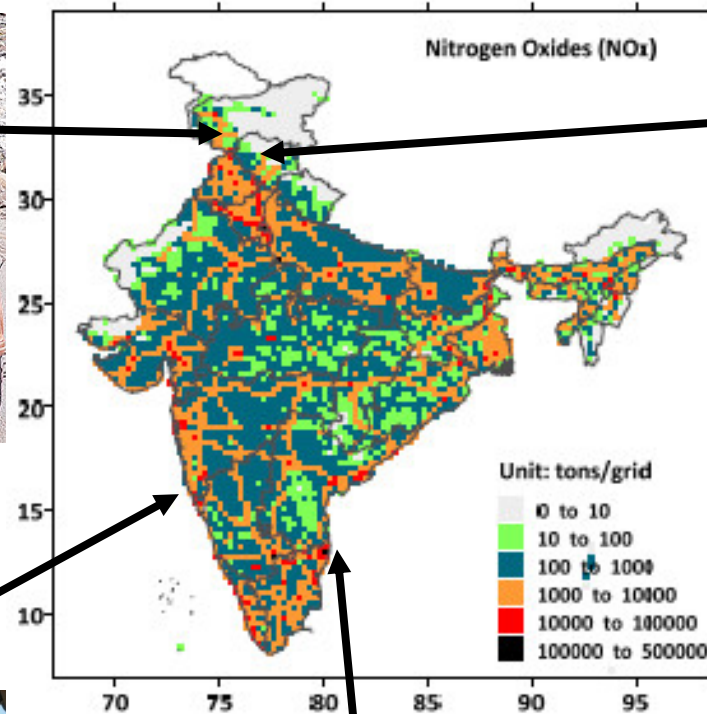 Nitrogen Oxides (NOx)
35
30
25
20
15
10
Unit: tons/grid
0 to 10
10 to 100
100 to 1000
1000 to 10000
10000 to 100000
100000 to 500000
70 75 80 85 90 95